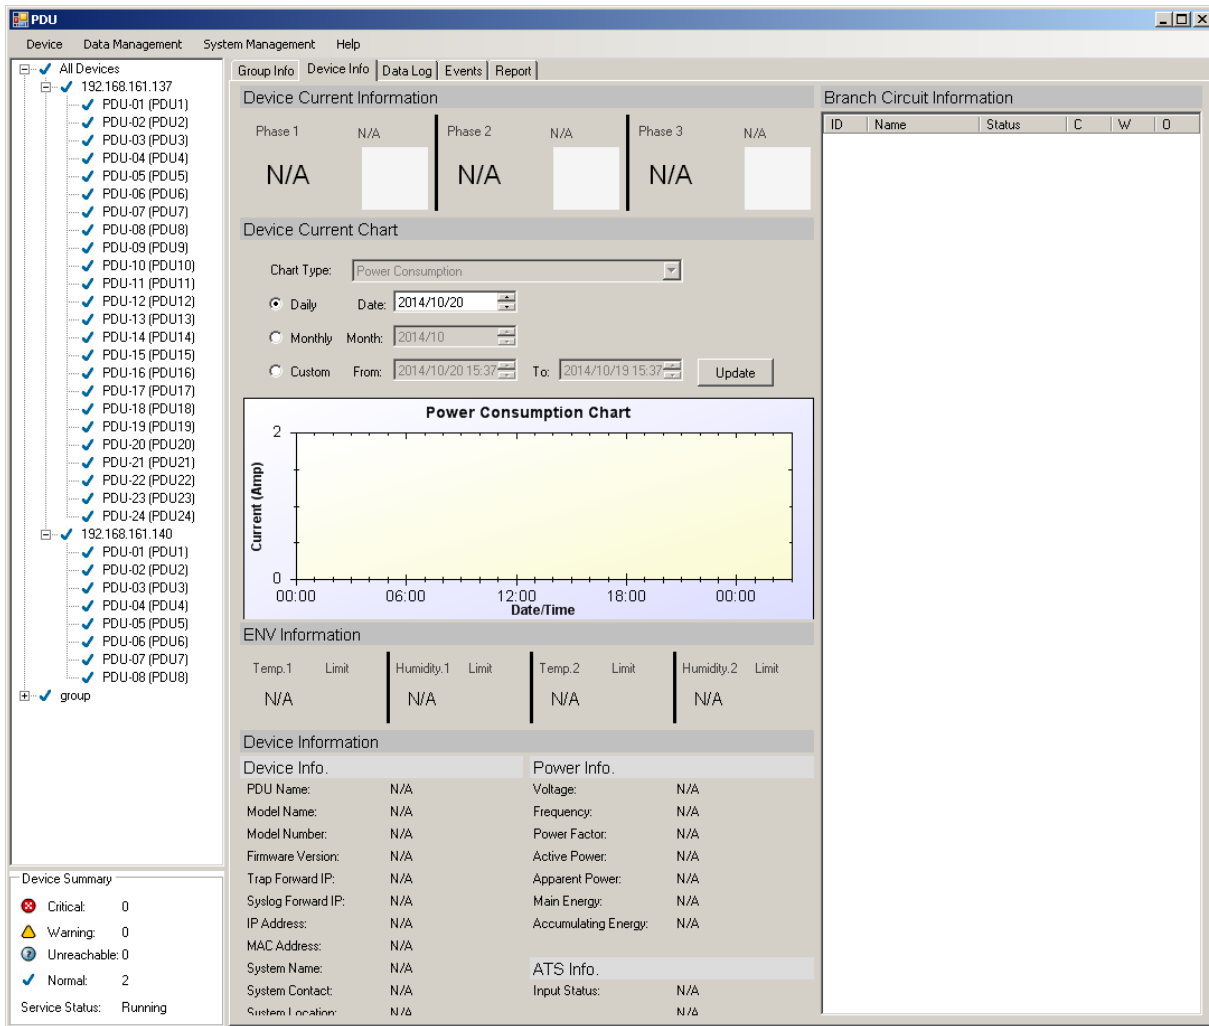 PDU
Device Data Management System Management Help
All Devices
192.168.161.137
PDU-01 (PDU1)
PDU-02 (PDU2)
PDU-03 (PDU3)
PDU-04 (PDU4)
PDU-05 (PDU5)
PDU-06 (PDU6)
PDU-07 (PDU7)
PDU-08 (PDU8)
PDU-09 (PDU9)
PDU-10 (PDU10)
PDU-11 (PDU11)
PDU-12 (PDU12)
PDU-13 (PDU13)
PDU-14 (PDU14)
PDU-15 (PDU15)
PDU-16 (PDU16)
PDU-17 (PDU17)
PDU-18 (PDU18)
PDU-19 (PDU19)
PDU-20 (PDU20)
PDU-21 (PDU21)
PDU-22 (PDU22)
PDU-23 (PDU23)
PDU-24 (PDU24)
192.168.161.140
PDU-01 (PDU1)
PDU-02 (PDU2)
PDU-03 (PDU3)
PDU-04 (PDU4)
PDU-05 (PDU5)
PDU-06 (PDU6)
PDU-07 (PDU7)
PDU-08 (PDU8)
group
Device Summary
Critical: 0
Warning: 0
Unreachable: 0
Normal: 2
Service Status: Running
Group Info Device Info Data Log Events Report
Device Current Information
Phase 1 N/A Phase 2 N/A Phase 3 N/A
N/A N/A N/A
Device Current Chart
Chart Type: Power Consumption
Daily Date: 2014/10/20
Monthly Month: 2014/10
Custom From: 2014/10/20 15:37 To: 2014/10/19 15:37 Update
Power Consumption Chart
2
Current (Amp)
0
00:00 06:00 12:00 18:00 00:00
Date/Time
ENV Information
Temp.1 Limit Humidity.1 Limit Temp.2 Limit Humidity.2 Limit
N/A N/A N/A N/A
Device Information
Device Info. Power Info.
PDU Name: N/A Voltage: N/A
Model Name: N/A Frequency: N/A
Model Number: N/A Power Factor: N/A
Firmware Version: N/A Active Power: N/A
Trap Forward IP: N/A Apparent Power: N/A
Syslog Forward IP: N/A Main Energy: N/A
IP Address: N/A Accumulating Energy: N/A
MAC Address: N/A
System Name: N/A ATS Info.
System Contact: N/A Input Status: N/A
System Location: N/A N/A
Branch Circuit Information
ID Name Status C W O